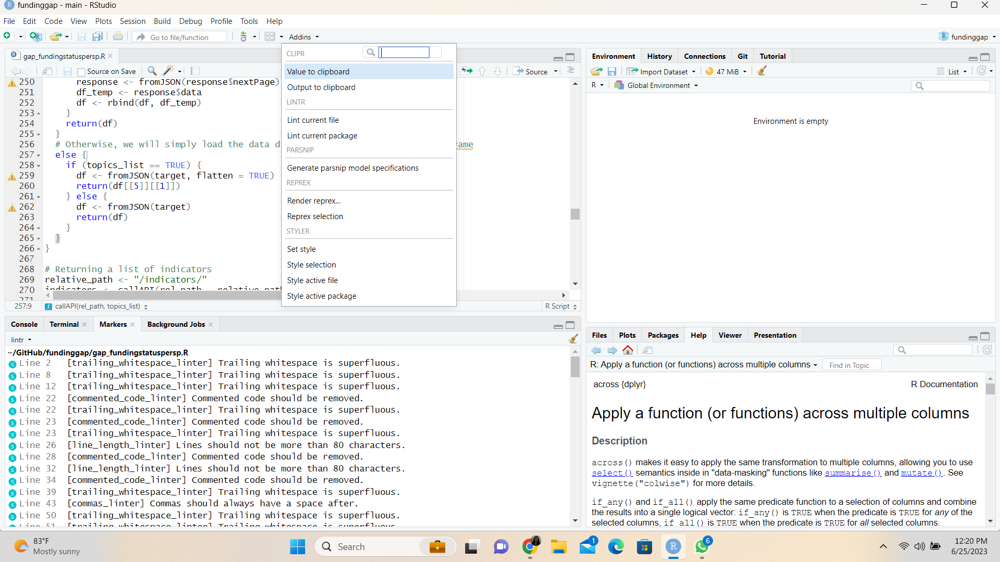 fundinggap - main - RStudio
File Edit Code View Plots Session Build Debug Profile Tools Help
Go to file/function Addins fundinggap
gap_fundingstatuspersp.R
Source on Save Source
250 response <- fromJSON(response$nextPage)
251 df_temp <- response$data
252 df <- rbind(df, df_temp)
253 }
254 return(df)
255 }
256 # Otherwise, we will simply load the data d ame
257 else {
258 if (topics_list == TRUE) {
259 df <- fromJSON(target, flatten = TRUE)
260 return(df[[5]][[1]])
261 } else {
262 df <- fromJSON(target)
263 return(df)
264 }
265 }
266 }
267
268 # Returning a list of indicators
269 relative_path <- "/indicators/"
270 indicators <- callAPI(rel_path = relative_path
271
257:9 callAPI(rel_path, topics_list) R Script
CLIPR
Value to clipboard
Output to clipboard
LINTR
Lint current file
Lint current package
PARSNIP
Generate parsnip model specifications
REPREX
Render reprex...
Reprex selection
STYLER
Set style
Style selection
Style active file
Style active package
Console Terminal Markers Background Jobs
lintr
~/GitHub/fundinggap/gap_fundingstatuspersp.R
Line 2 [trailing_whitespace_linter] Trailing whitespace is superfluous.
Line 8 [trailing_whitespace_linter] Trailing whitespace is superfluous.
Line 12 [trailing_whitespace_linter] Trailing whitespace is superfluous.
Line 22 [commented_code_linter] Commented code should be removed.
Line 22 [trailing_whitespace_linter] Trailing whitespace is superfluous.
Line 23 [commented_code_linter] Commented code should be removed.
Line 23 [trailing_whitespace_linter] Trailing whitespace is superfluous.
Line 26 [line_length_linter] Lines should not be more than 80 characters.
Line 28 [commented_code_linter] Commented code should be removed.
Line 32 [line_length_linter] Lines should not be more than 80 characters.
Line 34 [commented_code_linter] Commented code should be removed.
Line 39 [trailing_whitespace_linter] Trailing whitespace is superfluous.
Line 43 [commas_linter] Commas should always have a space after.
Line 50 [trailing_whitespace_linter] Trailing whitespace is superfluous.
Line 51 [trailing_whitespace_linter] Trailing whitespace is superfluous.
Environment History Connections Git Tutorial
Import Dataset 47 MiB List
R Global Environment
Environment is empty
Files Plots Packages Help Viewer Presentation
R: Apply a function (or functions) across multiple columns Find in Topic
across {dplyr} R Documentation
Apply a function (or functions) across multiple columns
Description
across() makes it easy to apply the same transformation to multiple columns, allowing you to use
select() semantics inside in "data-masking" functions like summarise() and mutate(). See
vignette("colwise") for more details.
if_any() and if_all() apply the same predicate function to a selection of columns and combine
the results into a single logical vector: if_any() is TRUE when the predicate is TRUE for any of the
selected columns, if_all() is TRUE when the predicate is TRUE for all selected columns.
83°F
Mostly sunny
Search
1
6
12:20 PM
6/25/2023